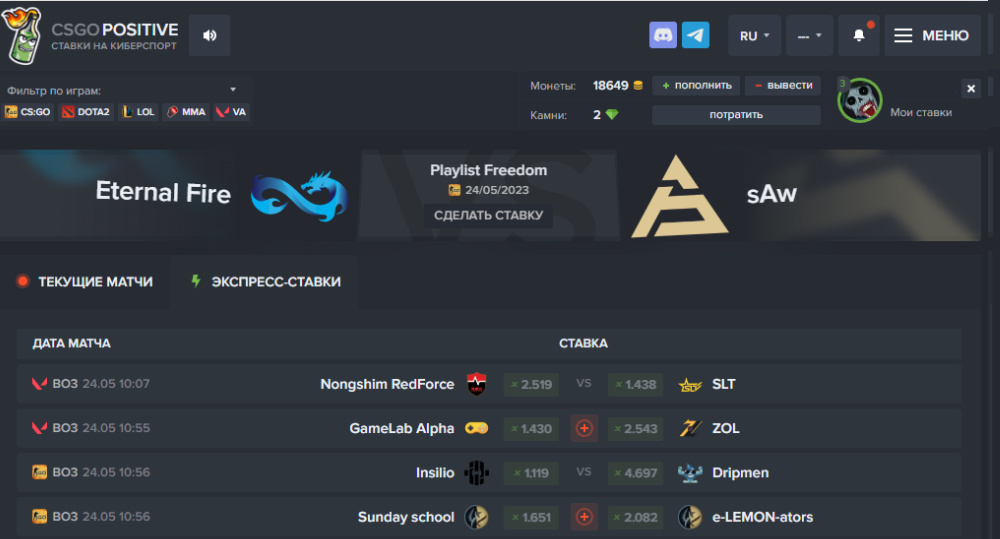 CSGOPOSITIVE
СТАВКИ НА КИБЕРСПОРТ
RU
---
МЕНЮ
Фильтр по играм:
CS:GO DOTA2 LOL MMA VA
Монеты: 18649 + пополнить − вывести
Камни: 2 потратить
3
Мои ставки
Eternal Fire
Playlist Freedom
24/05/2023
СДЕЛАТЬ СТАВКУ
sAw
ТЕКУЩИЕ МАТЧИ ЭКСПРЕСС-СТАВКИ
ДАТА МАТЧА СТАВКА
BO3 24.05 10:07 Nongshim RedForce × 2.519 VS × 1.438 SLT
BO3 24.05 10:55 GameLab Alpha × 1.430 × 2.543 ZOL
BO3 24.05 10:56 Insilio × 1.119 VS × 4.697 Dripmen
BO3 24.05 10:56 Sunday school × 1.651 × 2.082 e-LEMON-ators